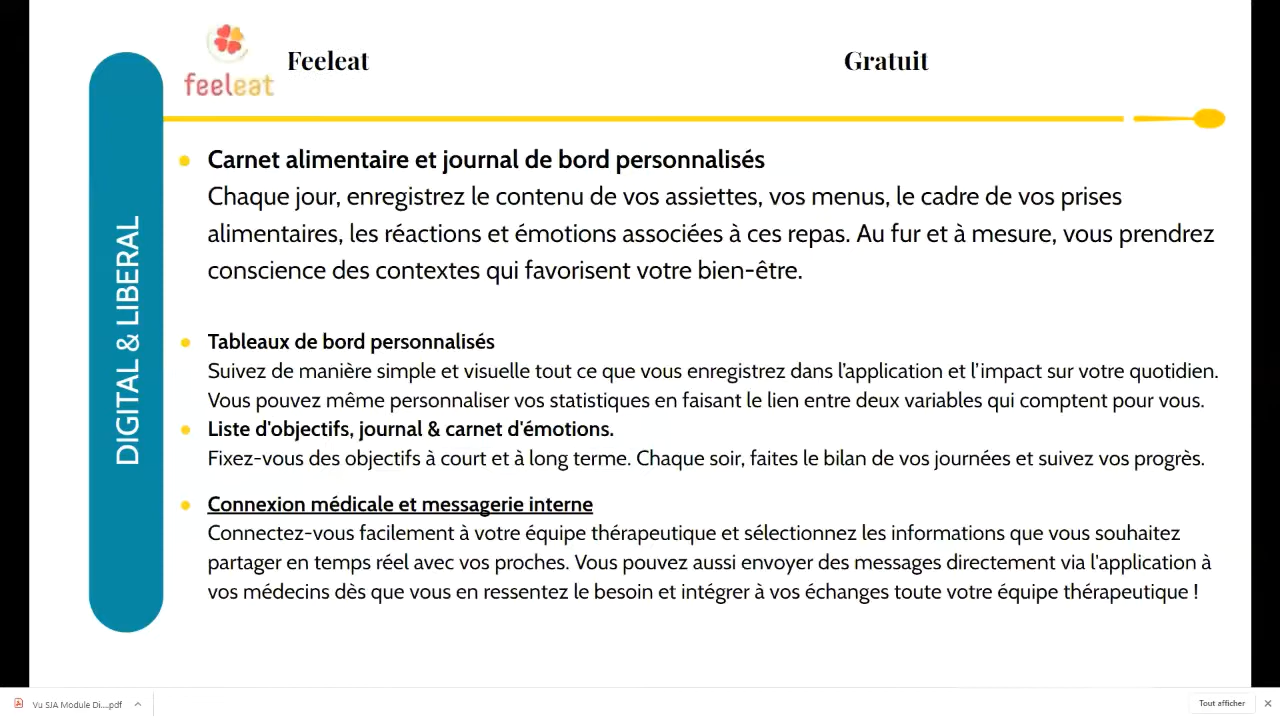 feeleat
Feeleat
Gratuit
DIGITAL & LIBERAL
Carnet alimentaire et journal de bord personnalisés
Chaque jour, enregistrez le contenu de vos assiettes, vos menus, le cadre de vos prises
alimentaires, les réactions et émotions associées à ces repas. Au fur et à mesure, vous prendrez
conscience des contextes qui favorisent votre bien-être.
Tableaux de bord personnalisés
Suivez de manière simple et visuelle tout ce que vous enregistrez dans l'application et l'impact sur votre quotidien.
Vous pouvez même personnaliser vos statistiques en faisant le lien entre deux variables qui comptent pour vous.
Liste d'objectifs, journal & carnet d'émotions.
Fixez-vous des objectifs à court et à long terme. Chaque soir, faites le bilan de vos journées et suivez vos progrès.
Connexion médicale et messagerie interne
Connectez-vous facilement à votre équipe thérapeutique et sélectionnez les informations que vous souhaitez
partager en temps réel avec vos proches. Vous pouvez aussi envoyer des messages directement via l'application à
vos médecins dès que vous en ressentez le besoin et intégrer à vos échanges toute votre équipe thérapeutique !
Vu SJA Module Di....pdf
Tout afficher